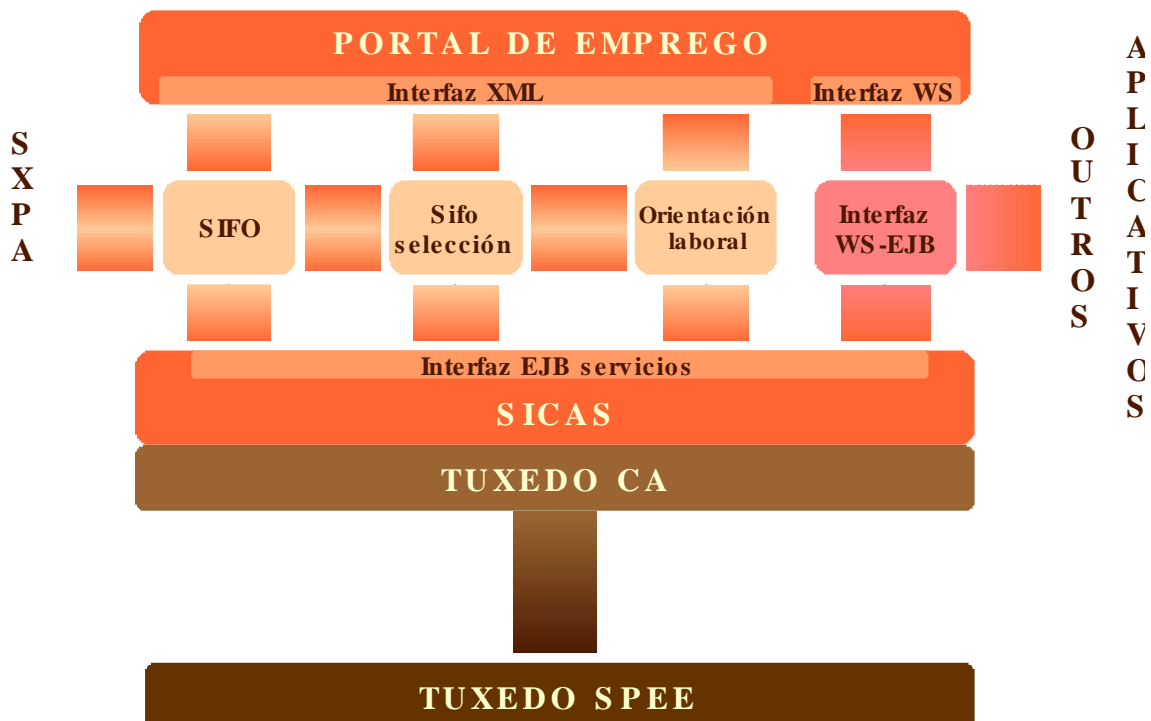 PORTAL DE EMPREGO
Interfaz XML
Interfaz WS
SXPA
SIFO
Sifo
selección
Orientación
laboral
Interfaz
WS-EJB
OUTROS
APLICATIVOS
Interfaz EJB servicios
SICAS
TUXEDO CA
TUXEDO SPEE